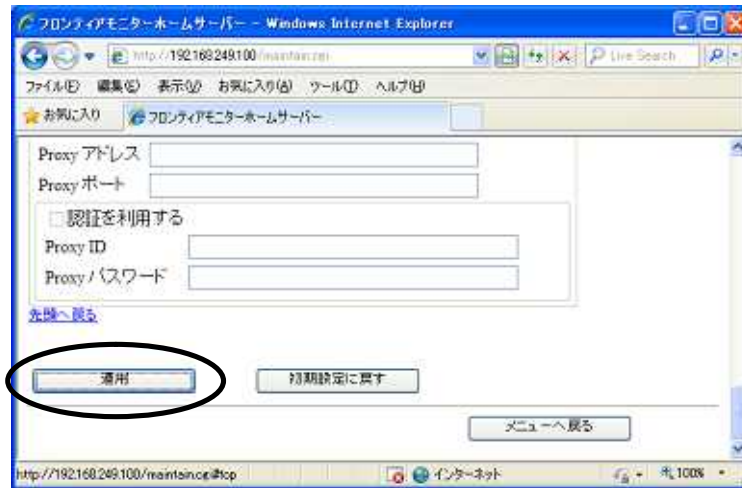 フロンティアモニターホームサーバー - Windows Internet Explorer
http://192.168.249.100/maintain.cgi
Live Search
ファイル(F) 編集(E) 表示(V) お気に入り(A) ツール(T) ヘルプ(H)
お気に入り フロンティアモニターホームサーバー
Proxy アドレス
Proxy ポート
認証を利用する
Proxy ID
Proxy パスワード
先頭へ戻る
適用 初期設定に戻す
メニューへ戻る
http://192.168.249.100/maintain.cgi#top インターネット 100%